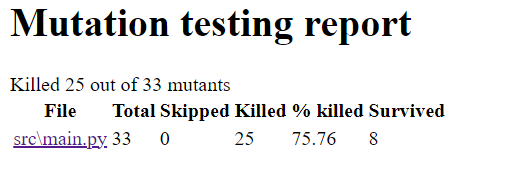 Mutation testing report
Killed 25 out of 33 mutants
File Total Skipped Killed % killed Survived
src\main.py 33 0 25 75.76 8